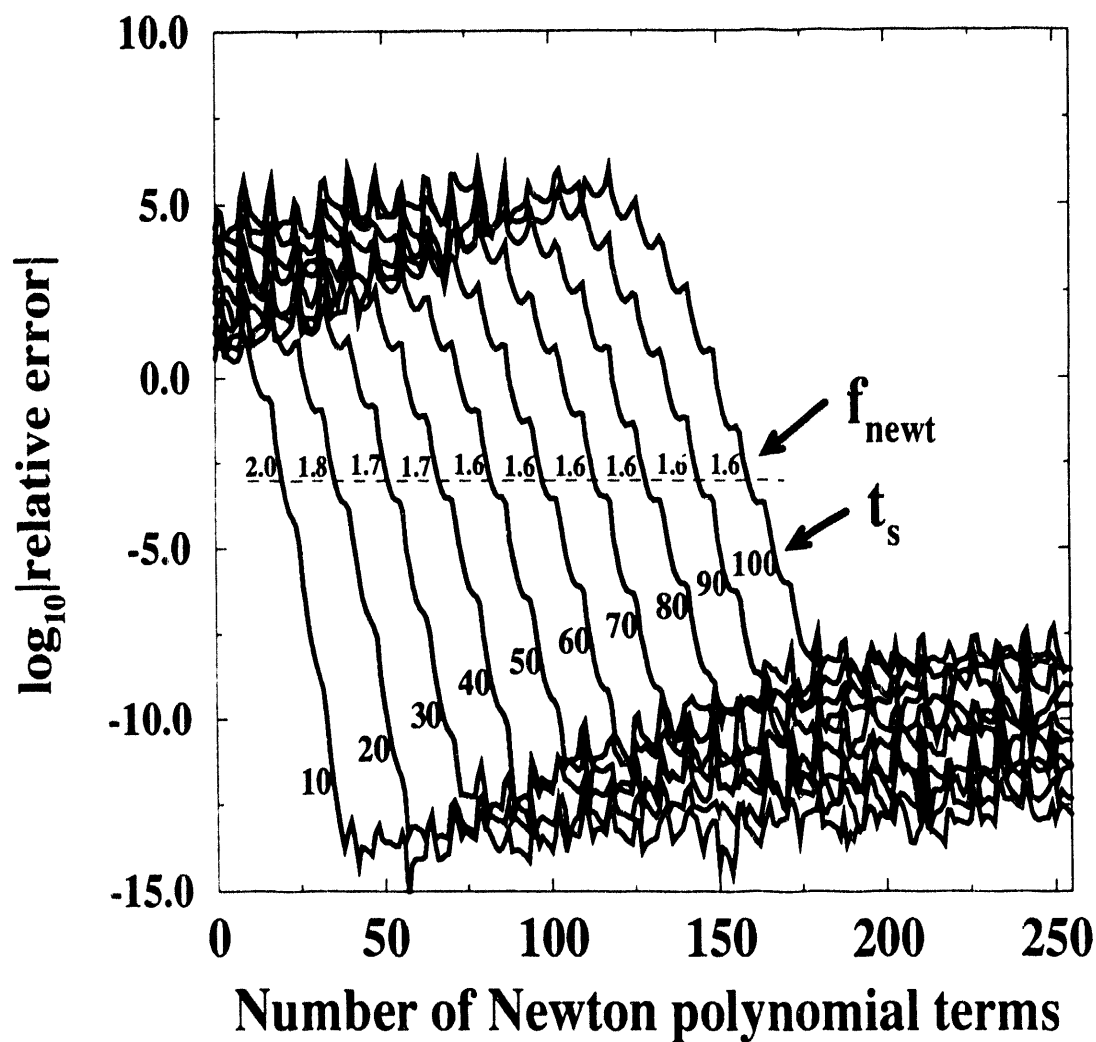 10.0
5.0
0.0
-5.0
-10.0
-15.0
log10|relative error|
fnewt
2.0 1.8 1.7 1.7 1.6 1.6 1.6 1.6 1.6 1.6
ts
10 20 30 40 50 60 70 80 90 100
0 50 100 150 200 250
Number of Newton polynomial terms